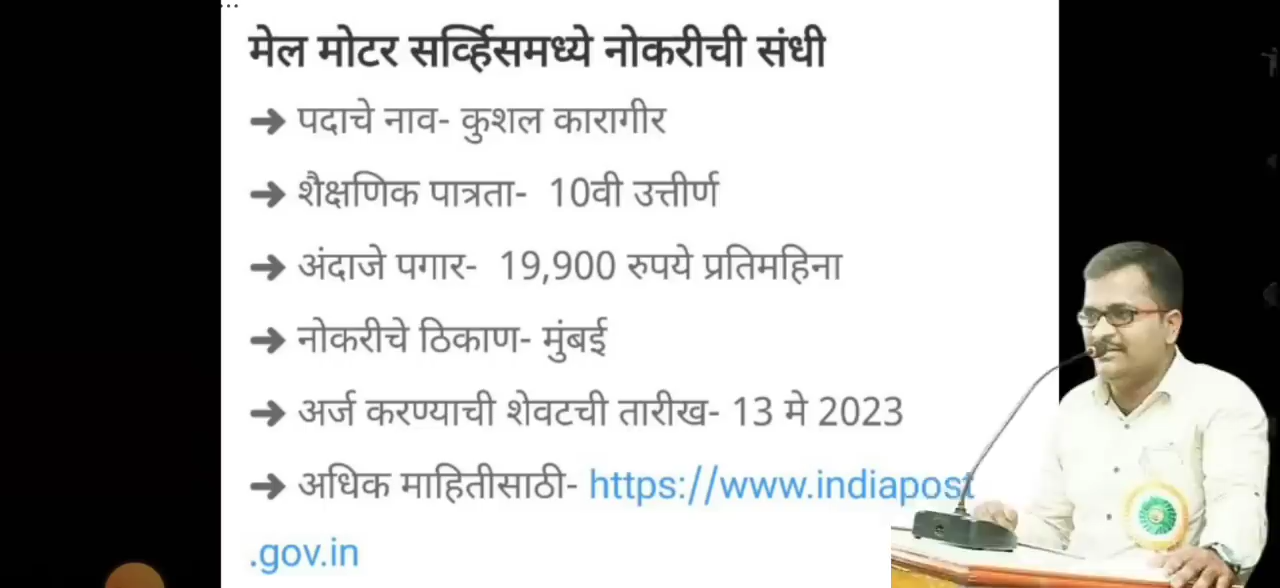 ...
मेल मोटर सर्व्हिसमध्ये नोकरीची संधी
➔ पदाचे नाव- कुशल कारागीर
➔ शैक्षणिक पात्रता- 10वी उत्तीर्ण
➔ अंदाजे पगार- 19,900 रुपये प्रतिमहिना
➔ नोकरीचे ठिकाण- मुंबई
➔ अर्ज करण्याची शेवटची तारीख- 13 मे 2023
➔ अधिक माहितीसाठी- https://www.indiapost
.gov.in